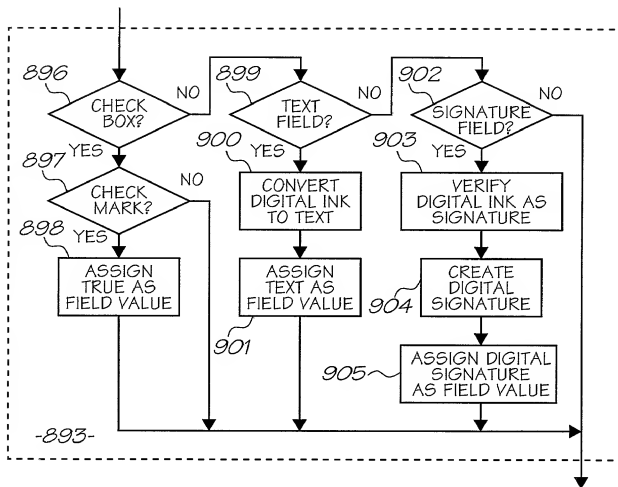 896
CHECK
BOX?
NO
YES
897
CHECK
MARK?
NO
YES
898
ASSIGN
TRUE AS
FIELD VALUE
899
TEXT
FIELD?
NO
YES
900
CONVERT
DIGITAL INK
TO TEXT
ASSIGN
TEXT AS
FIELD VALUE
901
902
SIGNATURE
FIELD?
NO
YES
903
VERIFY
DIGITAL INK AS
SIGNATURE
CREATE
DIGITAL
SIGNATURE
904
ASSIGN DIGITAL
SIGNATURE
AS FIELD VALUE
905
-893-